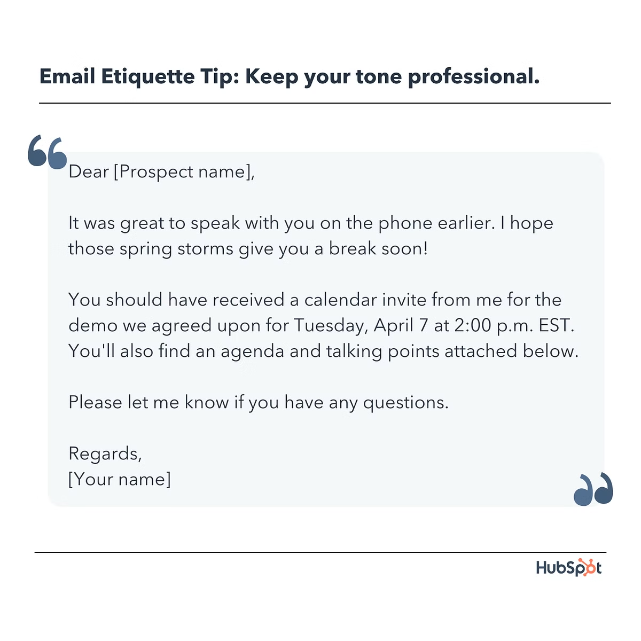 Email Etiquette Tip: Keep your tone professional.
Dear [Prospect name],
It was great to speak with you on the phone earlier. I hope
those spring storms give you a break soon!
You should have received a calendar invite from me for the
demo we agreed upon for Tuesday, April 7 at 2:00 p.m. EST.
You'll also find an agenda and talking points attached below.
Please let me know if you have any questions.
Regards,
[Your name]
HubSpot